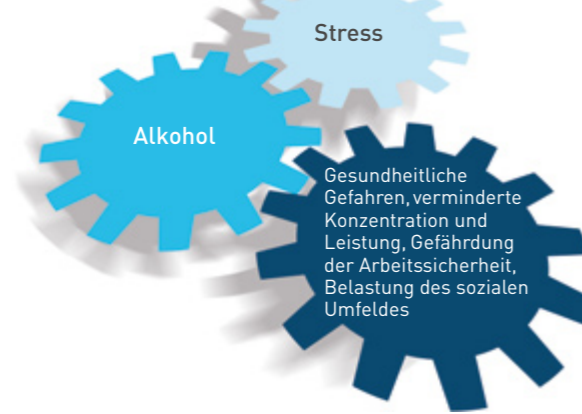 Stress
Alkohol
Gesundheitliche
Gefahren, verminderte
Konzentration und
Leistung, Gefährdung
der Arbeitssicherheit,
Belastung des sozialen
Umfeldes